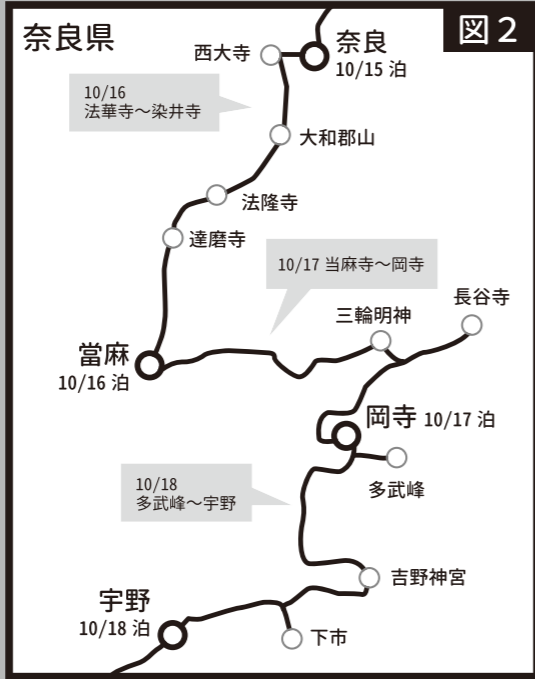 奈良県
図2
西大寺
奈良
10/15 泊
10/16
法華寺～染井寺
大和郡山
法隆寺
達磨寺
10/17 当麻寺～岡寺
長谷寺
三輪明神
當麻
10/16 泊
岡寺 10/17 泊
多武峰
10/18
多武峰～宇野
吉野神宮
宇野
10/18 泊
下市